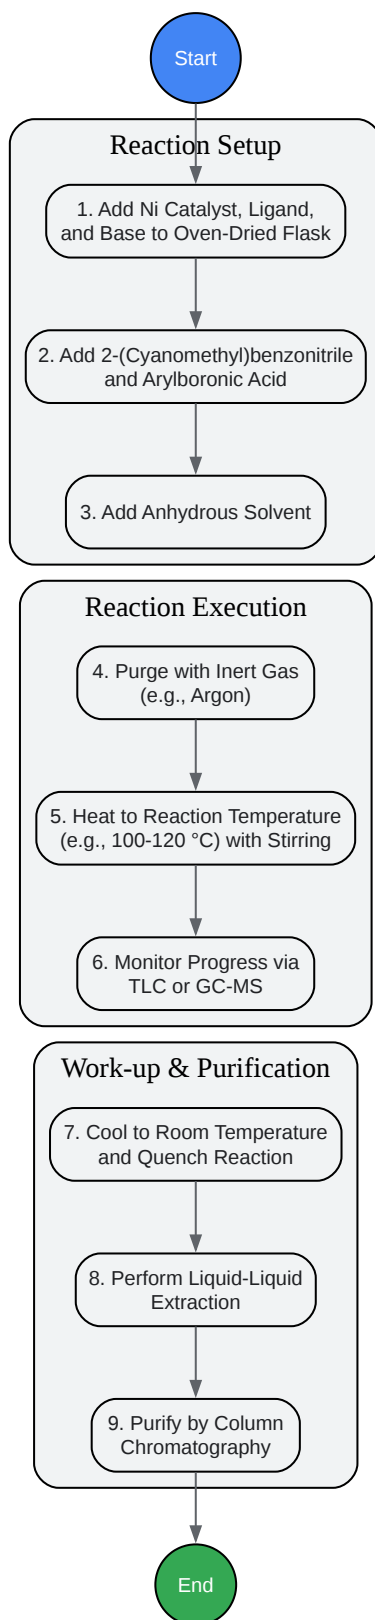 Start
Reaction Setup
1. Add Ni Catalyst, Ligand,
and Base to Oven-Dried Flask
2. Add 2-(Cyanomethyl)benzonitrile
and Arylboronic Acid
3. Add Anhydrous Solvent
Reaction Execution
4. Purge with Inert Gas
(e.g., Argon)
5. Heat to Reaction Temperature
(e.g., 100-120 °C) with Stirring
6. Monitor Progress via
TLC or GC-MS
Work-up & Purification
7. Cool to Room Temperature
and Quench Reaction
8. Perform Liquid-Liquid
Extraction
9. Purify by Column
Chromatography
End